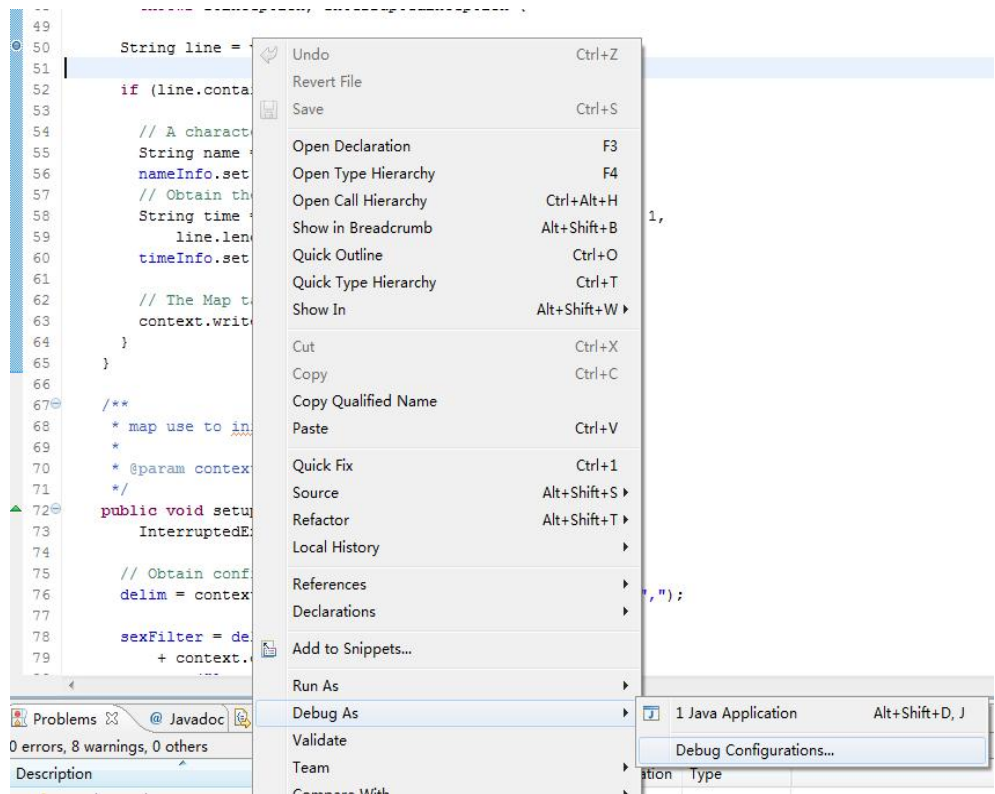 49
50 String line =
51
52 if (line.conta
53
54 // A charact
55 String name
56 nameInfo.set
57 // Obtain th
58 String time = 1,
59 line.len
60 timeInfo.set
61
62 // The Map t
63 context.write
64 }
65 }
66
67 /**
68 * map use to in
69 *
70 * @param contex
71 */
72 public void setu
73 InterruptedE
74
75 // Obtain conf
76 delim = contex ",");
77
78 sexFilter = de
79 + context.
Undo Ctrl+Z
Revert File
Save Ctrl+S
Open Declaration F3
Open Type Hierarchy F4
Open Call Hierarchy Ctrl+Alt+H
Show in Breadcrumb Alt+Shift+B
Quick Outline Ctrl+O
Quick Type Hierarchy Ctrl+T
Show In Alt+Shift+W
Cut Ctrl+X
Copy Ctrl+C
Copy Qualified Name
Paste Ctrl+V
Quick Fix Ctrl+1
Source Alt+Shift+S
Refactor Alt+Shift+T
Local History
References
Declarations
Add to Snippets...
Run As
Debug As
Validate
Team
Compare With
1 Java Application Alt+Shift+D, J
Debug Configurations...
Problems @ Javadoc
0 errors, 8 warnings, 0 others
Description ation Type